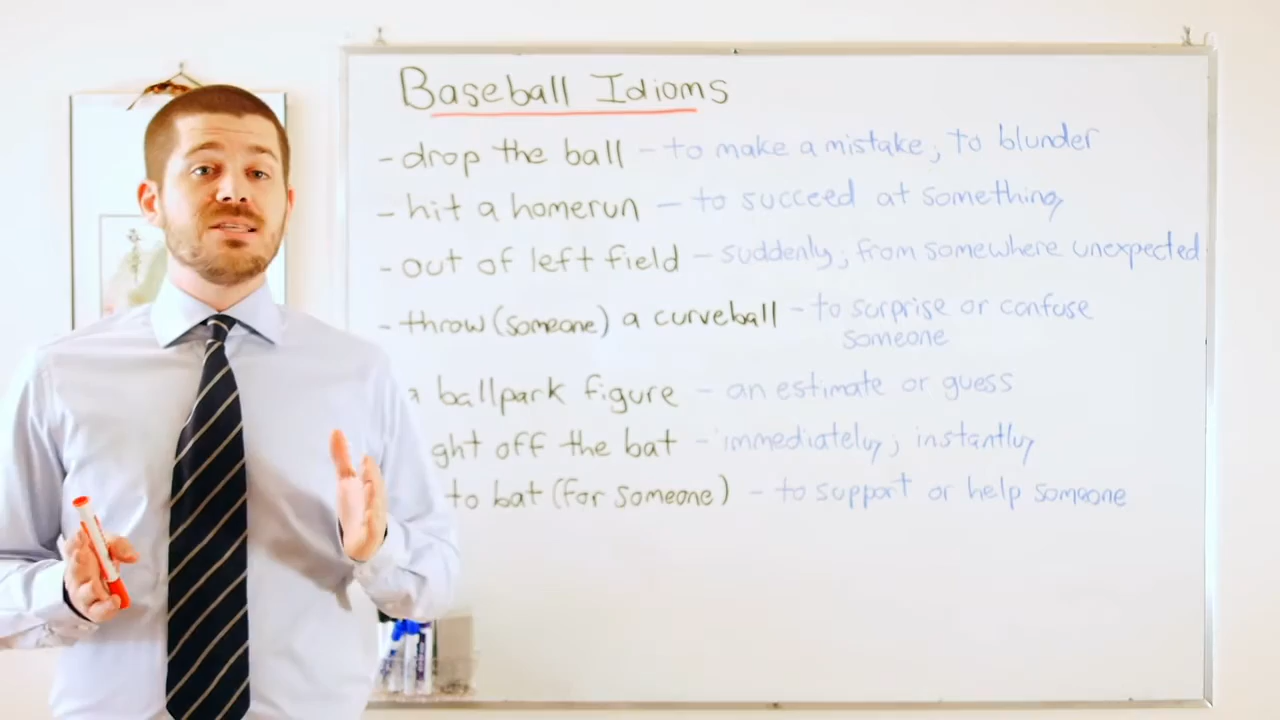 Baseball Idioms
- drop the ball - to make a mistake; to blunder
- hit a homerun - to succeed at something
- out of left field - suddenly; from somewhere unexpected
- throw (someone) a curveball - to surprise or confuse
someone
a ballpark figure - an estimate or guess
ght off the bat - immediately; instantly
to bat (for someone) - to support or help someone